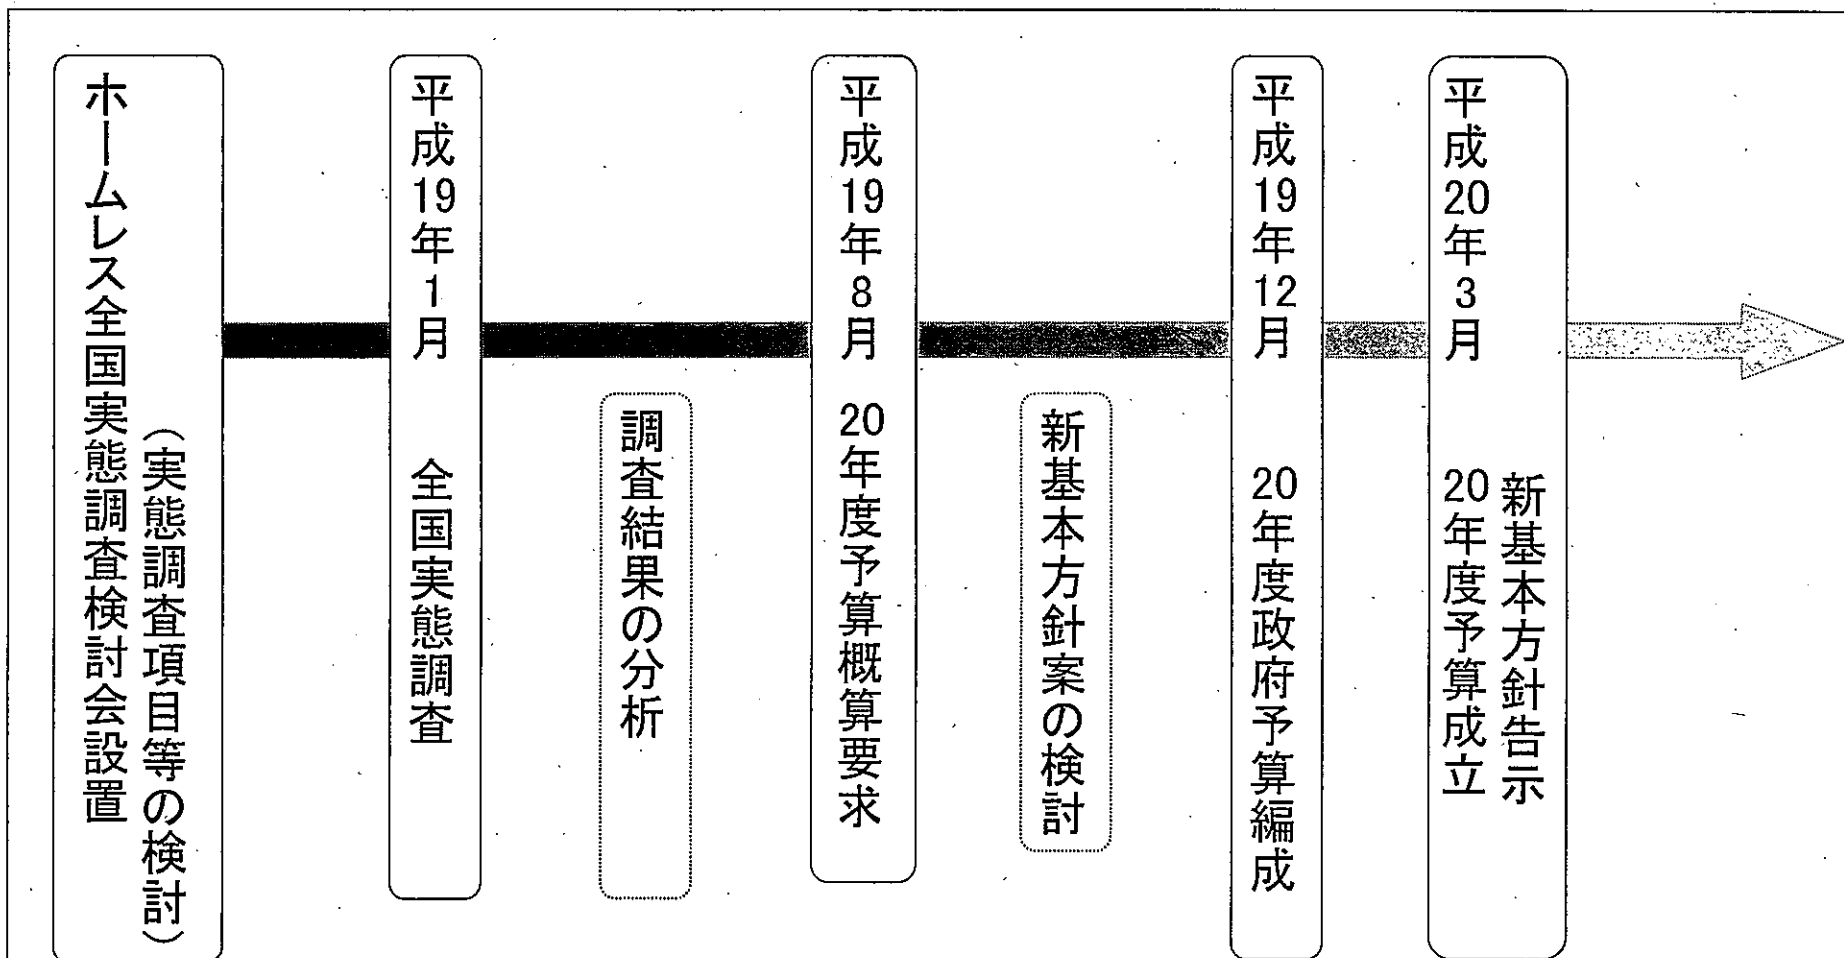 ホームレス全国実態調査検討会設置
（実態調査項目等の検討）
平成19年1月 全国実態調査
調査結果の分析
平成19年8月 20年度予算概算要求
新基本方針案の検討
平成19年12月 20年度政府予算編成
平成20年3月 新基本方針告示
20年度予算成立